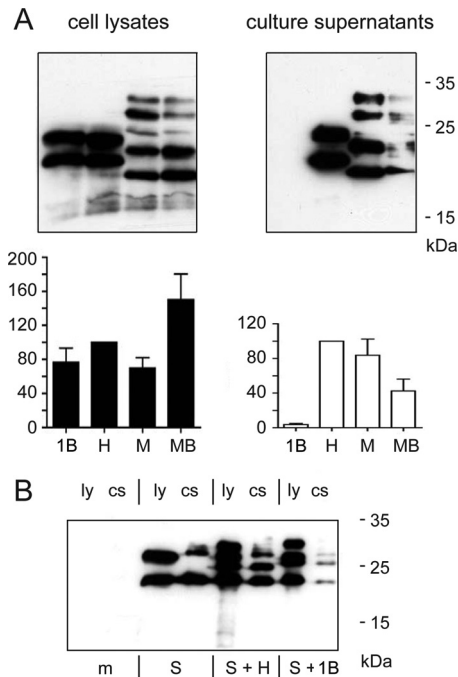 A cell lysates culture supernatants
- 35
- 25
- 15
kDa
200
160
120
80
40
0
1B H M MB
120
80
40
0
1B H M MB
B ly cs | ly cs | ly cs | ly cs
- 35
- 25
- 15
kDa
m | S | S + H | S + 1B